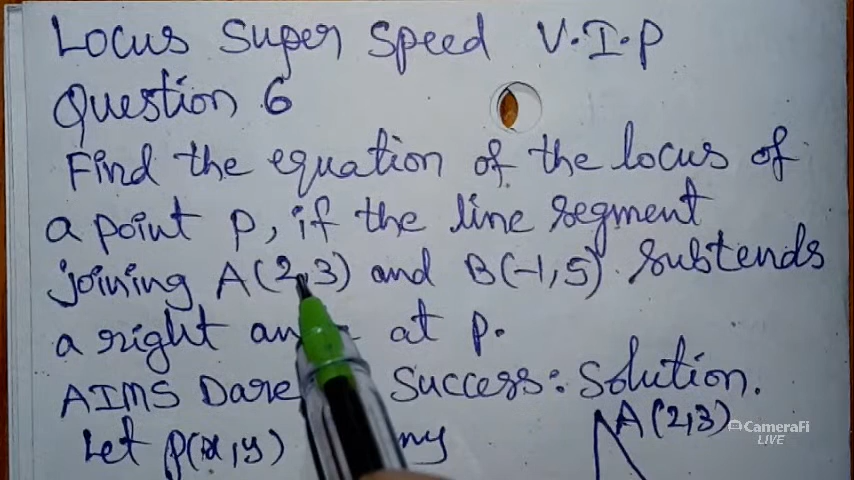 Locus Super Speed V.I.P
Question 6
Find the equation of the locus of
a point P, if the line segment
joining A(2,3) and B(-1,5) subtends
a right at P.
AIMS Dare Success: Solution.
Let P(x,y)
A(2,3)
CameraFi
LIVE